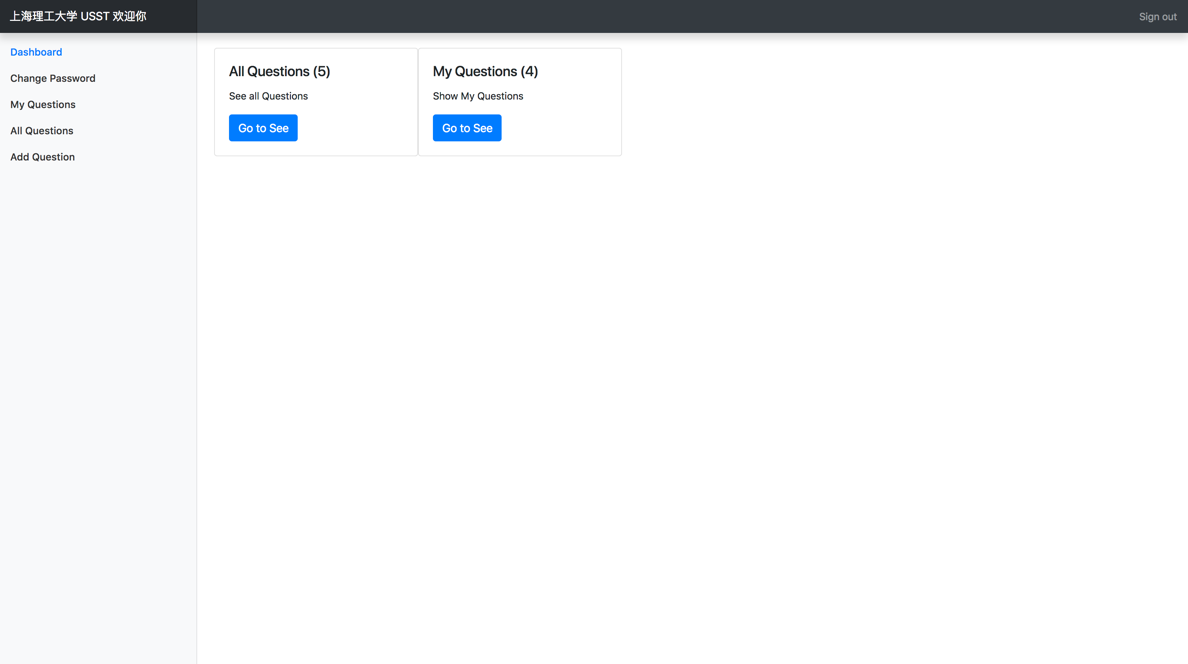 上海理工大学 USST 欢迎你
Sign out
Dashboard
Change Password
My Questions
All Questions
Add Question
All Questions (5)
See all Questions
Go to See
My Questions (4)
Show My Questions
Go to See